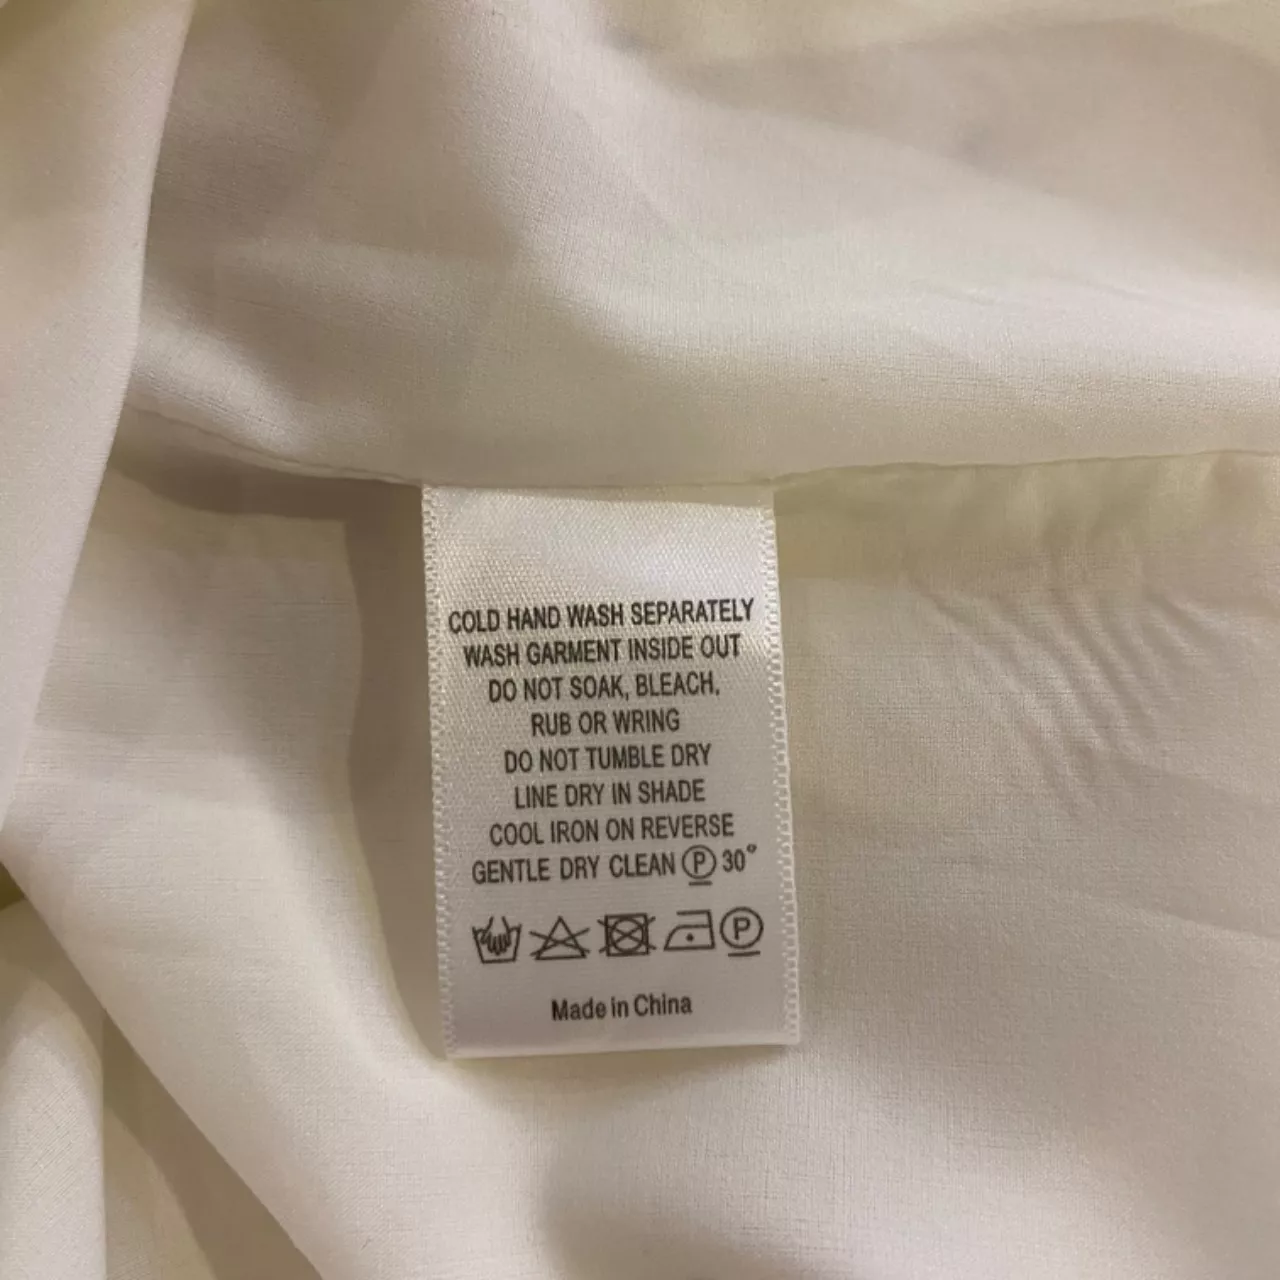 COLD HAND WASH SEPARATELY
WASH GARMENT INSIDE OUT
DO NOT SOAK, BLEACH.
RUB OR WRING
DO NOT TUMBLE DRY
LINE DRY IN SHADE
COOL IRON ON REVERSE
GENTLE DRY CLEAN Ⓟ 30°
Ⓟ
Made in China